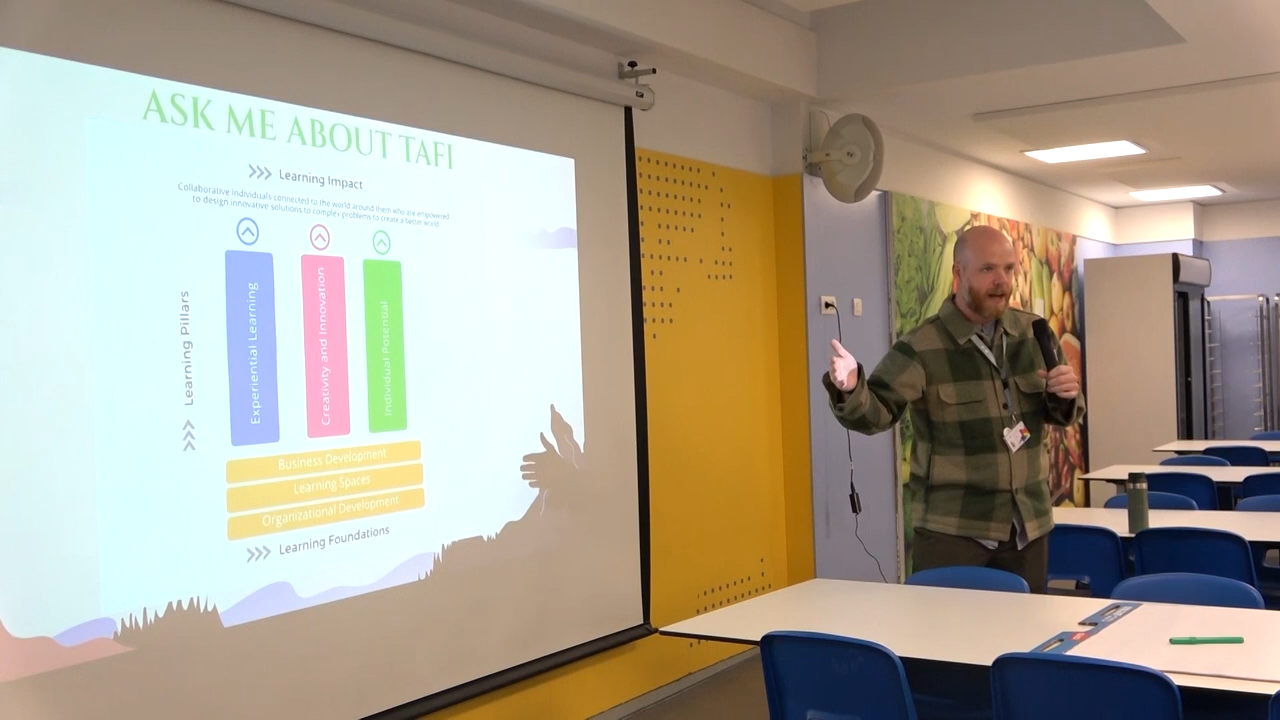 ASK ME ABOUT TAFI
Learning Impact
Collaborative individuals connected to the world around them who are empowered
to design innovative solutions to complex problems to create a better world.
Learning Pillars
Experiential Learning
Creativity and Innovation
Individual Potential
Business Development
Learning Spaces
Organizational Development
Learning Foundations